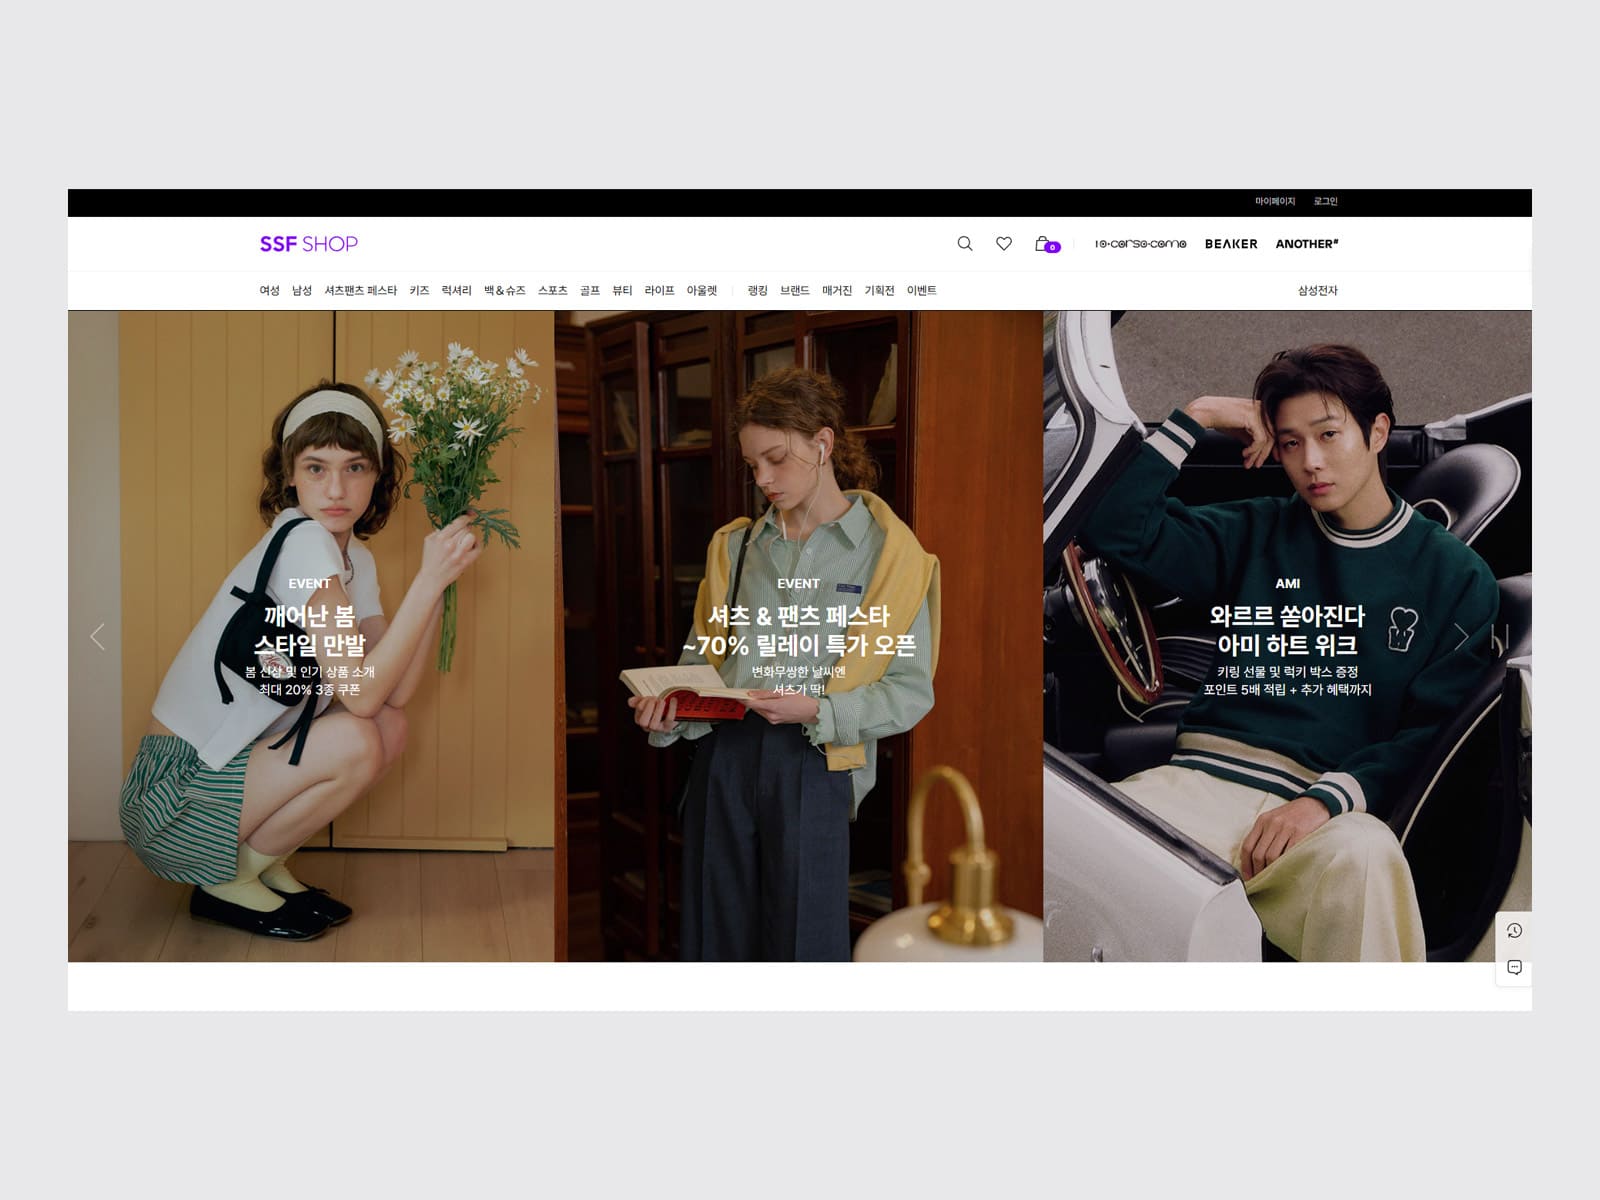 마이페이지 로그인
SSF SHOP
0
10·corso·como BEAKER ANOTHER#
여성 남성 셔츠팬츠 페스타 키즈 럭셔리 백&슈즈 스포츠 골프 뷰티 라이프 아울렛 랭킹 브랜드 매거진 기획전 이벤트 삼성전자
EVENT
깨어난 봄
스타일 만발
봄 신상 및 인기 상품 소개
최대 20% 3종 쿠폰
EVENT
셔츠 & 팬츠 페스타
~70% 릴레이 특가 오픈
변화무쌍한 날씨엔
셔츠가 딱!
AMI
와르르 쏟아진다
아미 하트 위크
키링 선물 및 럭키 박스 증정
포인트 5배 적립 + 추가 혜택까지